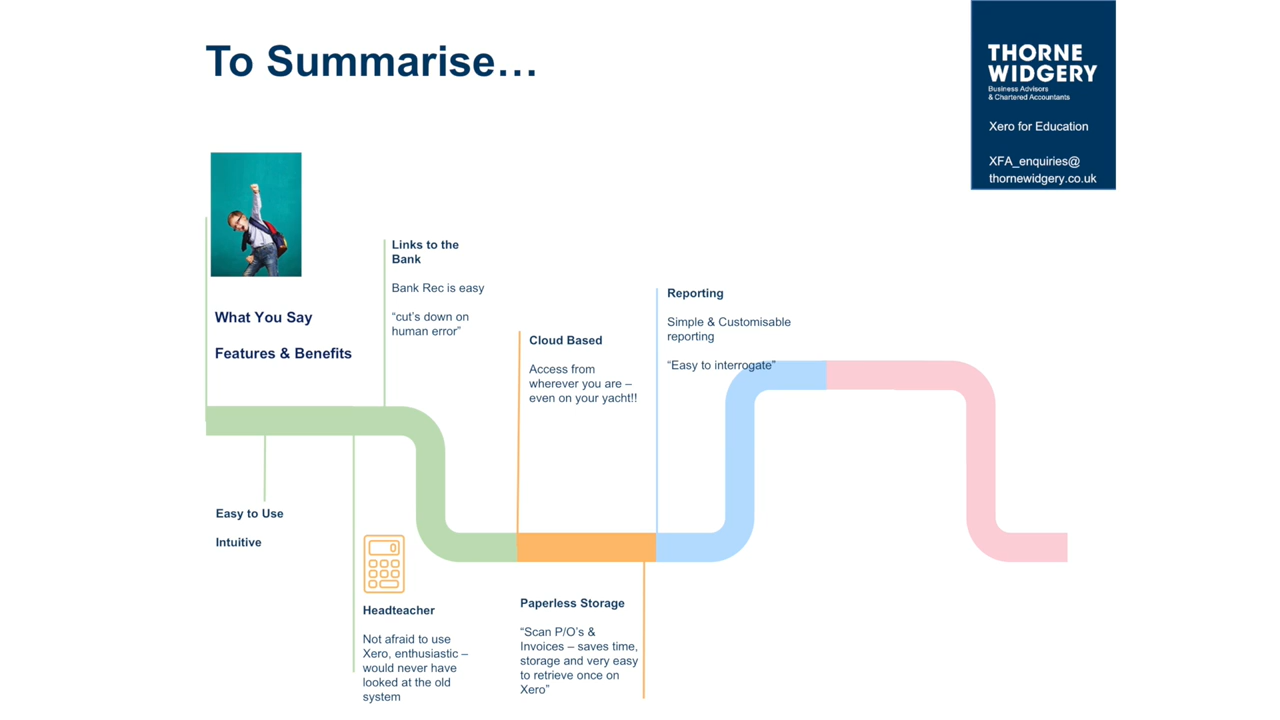 To Summarise…
THORNE
WIDGERY
Business Advisors
& Chartered Accountants
Xero for Education
XFA_enquiries@
thornewidgery.co.uk
What You Say
Features & Benefits
Links to the
Bank
Bank Rec is easy
“cut’s down on
human error”
Cloud Based
Access from
wherever you are –
even on your yacht!!
Reporting
Simple & Customisable
reporting
“Easy to interrogate”
Easy to Use
Intuitive
0
Headteacher
Not afraid to use
Xero, enthusiastic –
would never have
looked at the old
system
Paperless Storage
“Scan P/O’s &
Invoices – saves time,
storage and very easy
to retrieve once on
Xero”